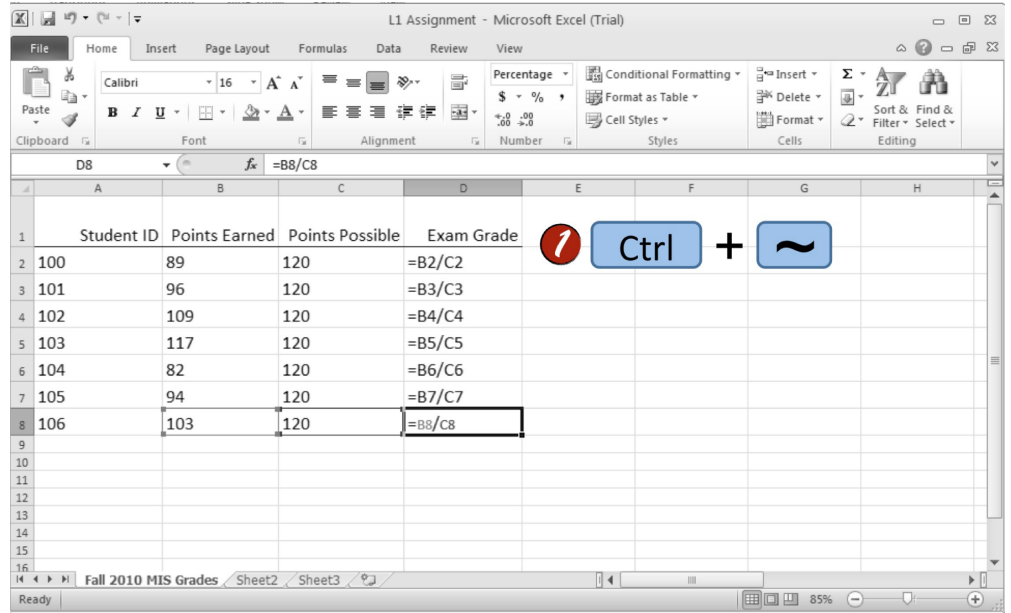 L1 Assignment - Microsoft Excel (Trial)
File Home Insert Page Layout Formulas Data Review View
Paste
Calibri 16 A A
B I U A
Percentage
$ % ,
.00 .00
Conditional Formatting
Format as Table
Cell Styles
Insert
Delete
Format
Σ
Sort & Filter
Find & Select
Clipboard Font Alignment Number Styles Cells Editing
D8 fx =B8/C8
A B C D E F G H
1 Student ID Points Earned Points Possible Exam Grade 1 Ctrl + ~
2 100 89 120 =B2/C2
3 101 96 120 =B3/C3
4 102 109 120 =B4/C4
5 103 117 120 =B5/C5
6 104 82 120 =B6/C6
7 105 94 120 =B7/C7
8 106 103 120 =B8/C8
9
10
11
12
13
14
15
16
Fall 2010 MIS Grades Sheet2 Sheet3
Ready 85%